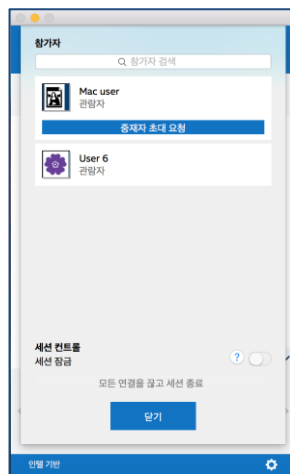 참가자
참가자 검색
Mac user
관람자
중재자 초대 요청
User 6
관람자
세션 컨트롤
세션 잠금
?
모든 연결을 끊고 세션 종료
닫기
인텔 기반